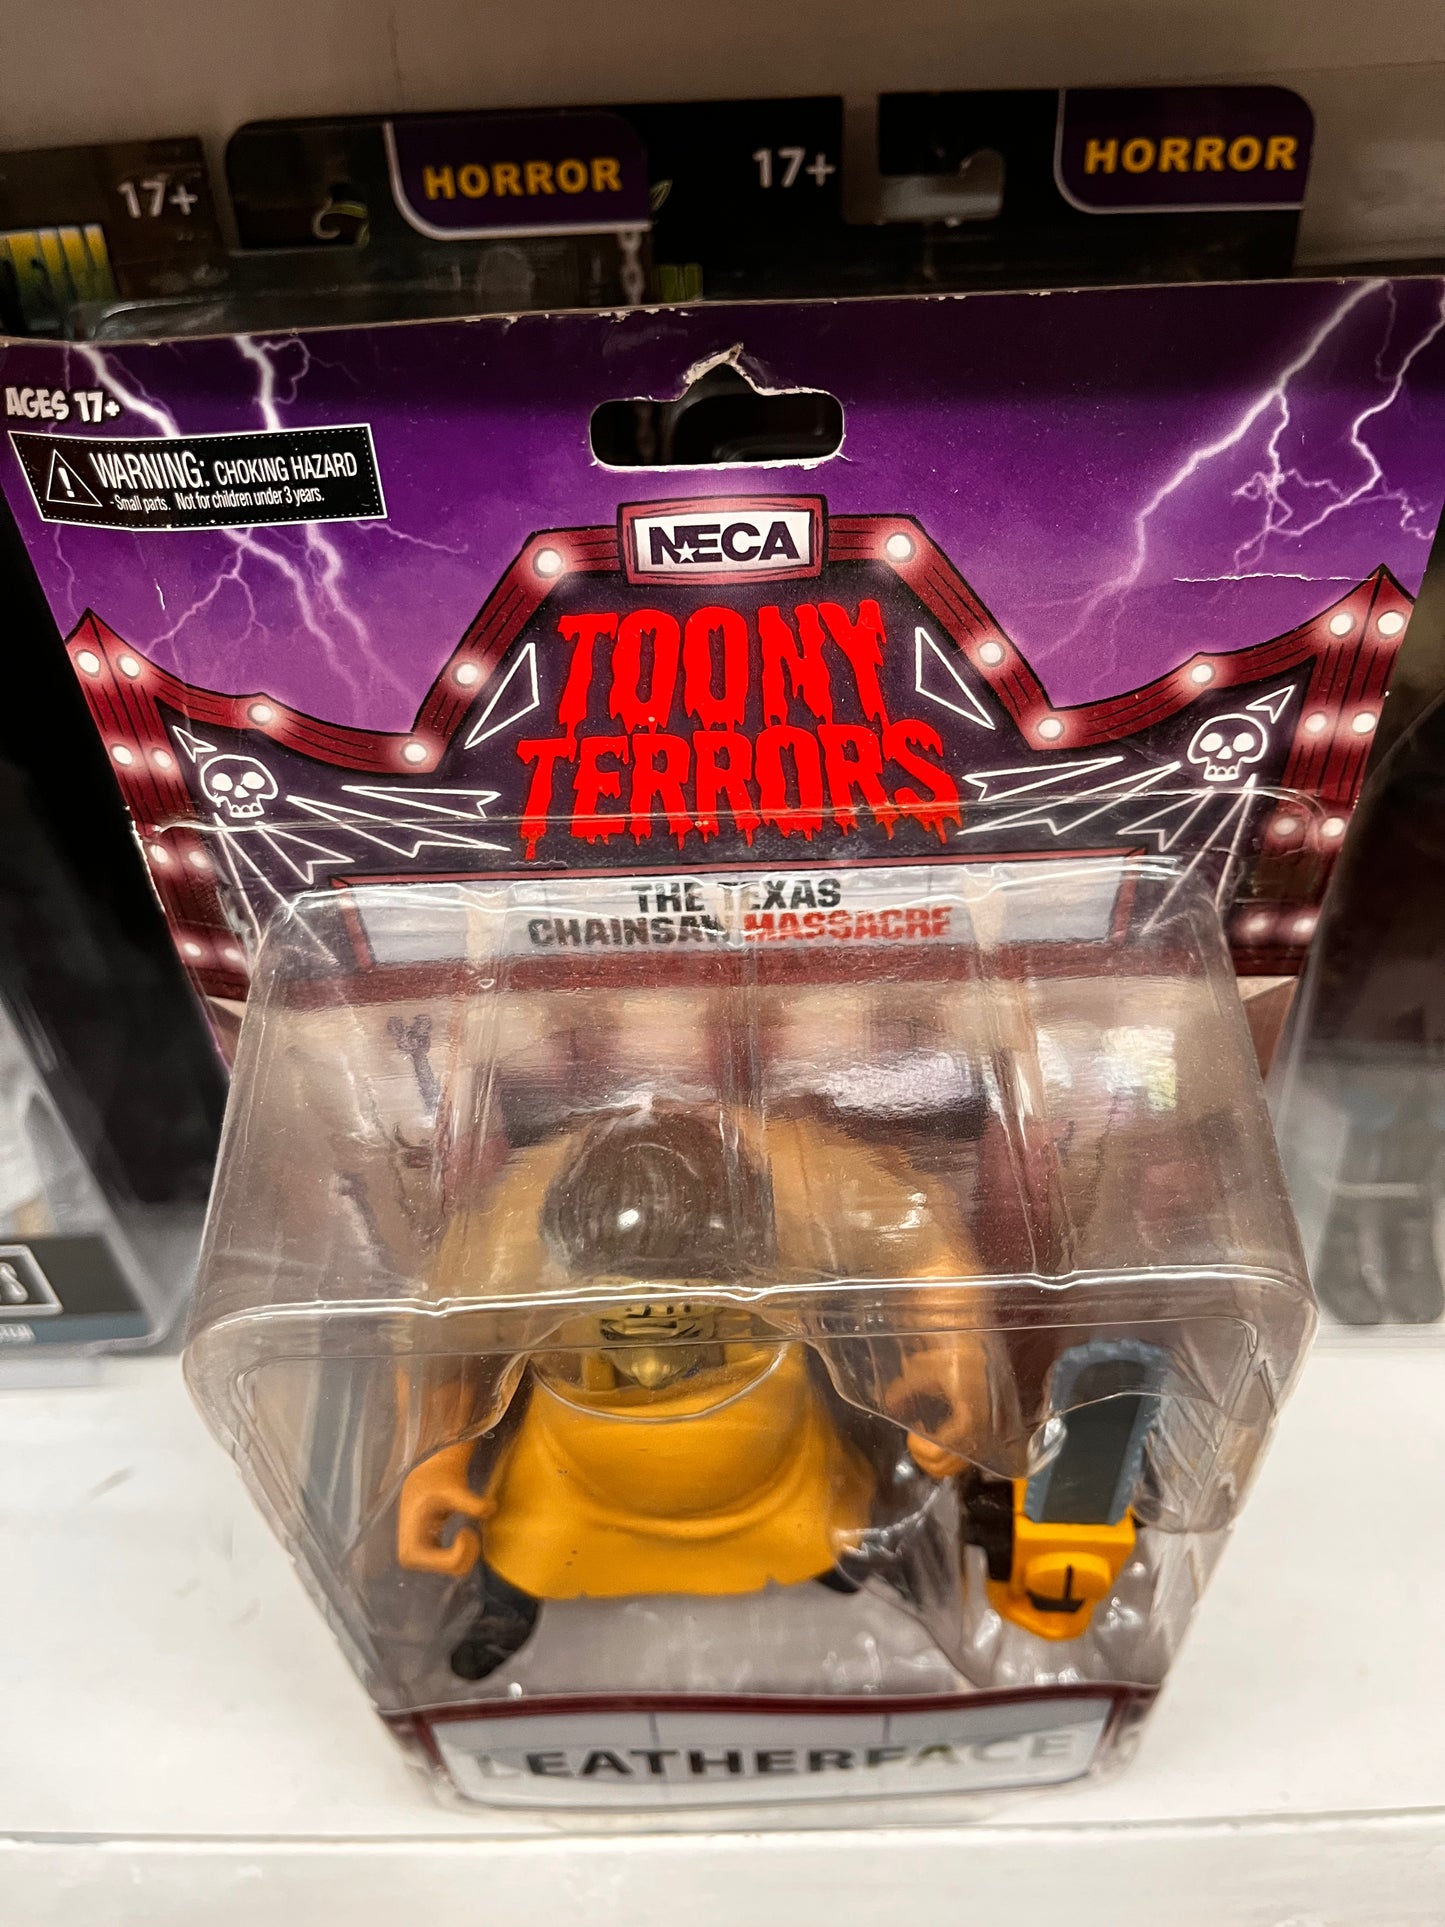 17+
HORROR
17+
HORROR
AGES 17+
WARNING: CHOKING HAZARD
-Small parts. Not for children under 3 years.
NECA
TOONY
TERRORS
THE TEXAS
CHAINSAW MASSACRE
LEATHERFACE